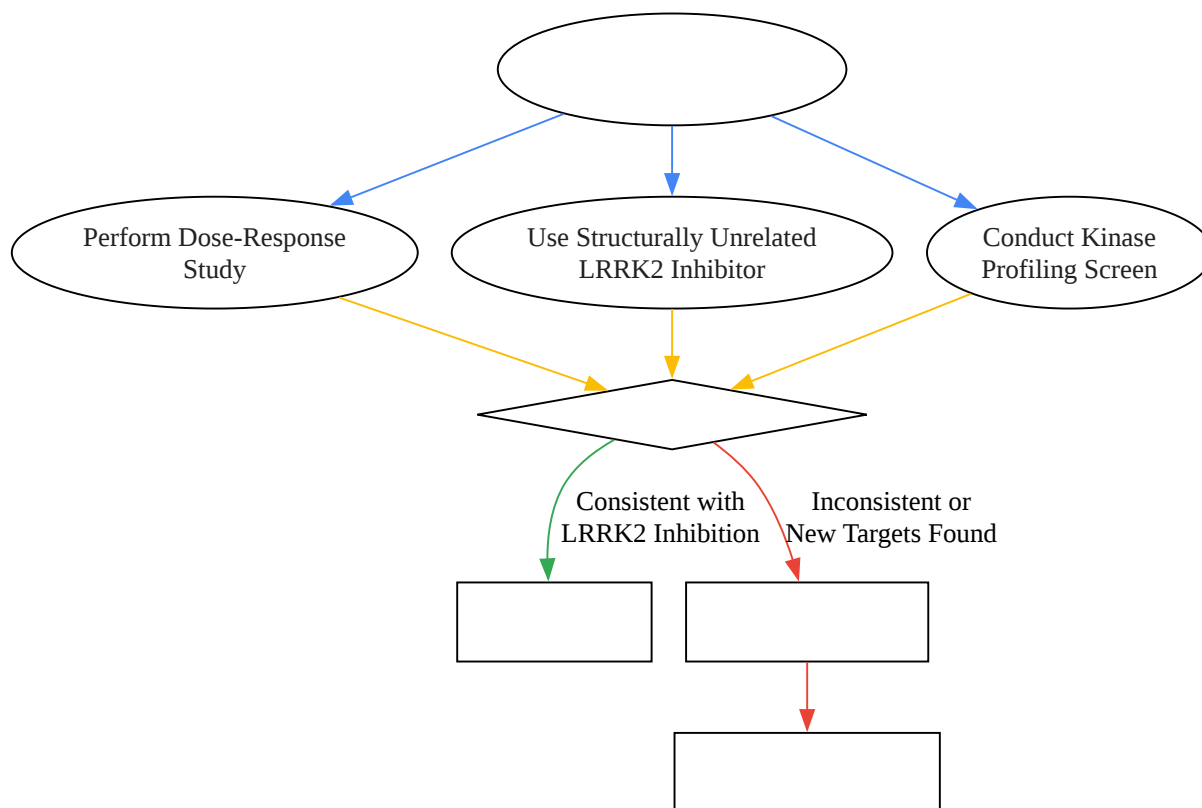 Perform Dose-Response
Study
Use Structurally Unrelated
LRRK2 Inhibitor
Conduct Kinase
Profiling Screen
Consistent with
LRRK2 Inhibition
Inconsistent or
New Targets Found